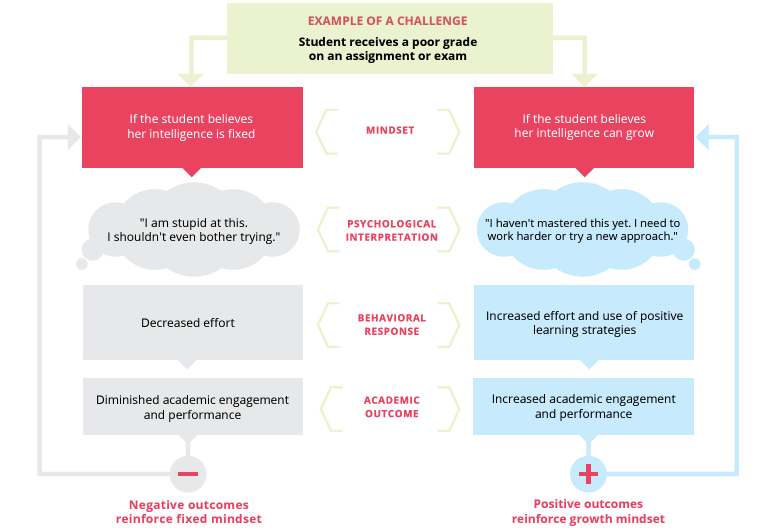 EXAMPLE OF A CHALLENGE
Student receives a poor grade
on an assignment or exam
If the student believes
her intelligence is fixed
MINDSET
If the student believes
her intelligence can grow
"I am stupid at this.
I shouldn't even bother trying."
PSYCHOLOGICAL
INTERPRETATION
"I haven't mastered this yet. I need to
work harder or try a new approach."
Decreased effort
BEHAVIORAL
RESPONSE
Increased effort and use of positive
learning strategies
Diminished academic engagement
and performance
ACADEMIC
OUTCOME
Increased academic engagement
and performance
Negative outcomes
reinforce fixed mindset
Positive outcomes
reinforce growth mindset